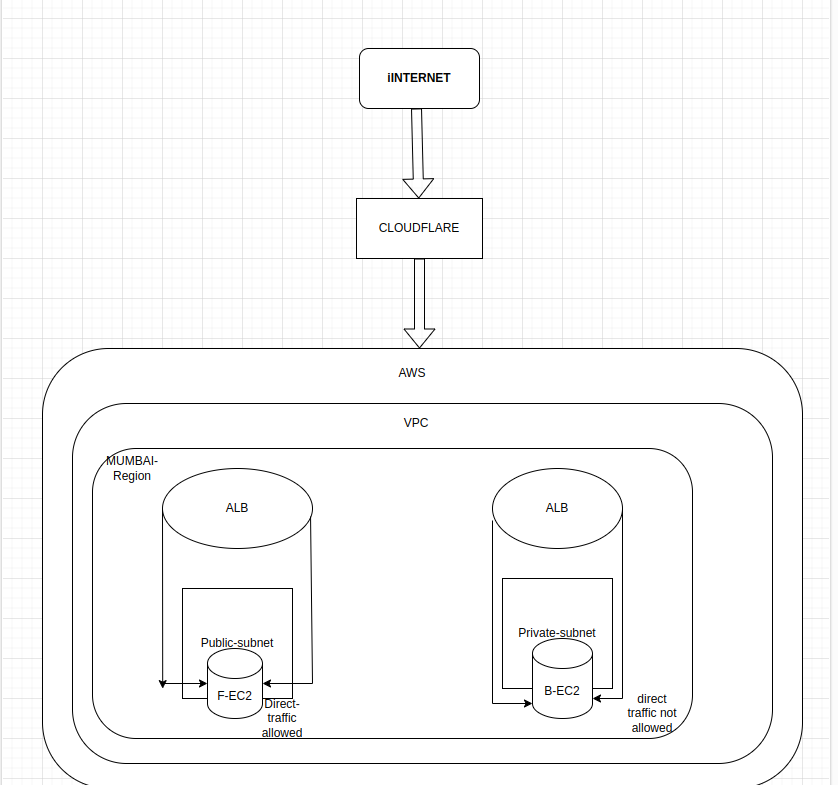 iINTERNET
CLOUDFLARE
AWS
VPC
MUMBAI-
Region
ALB
ALB
Public-subnet
F-EC2
Direct-
traffic
allowed
Private-subnet
B-EC2
direct
traffic not
allowed